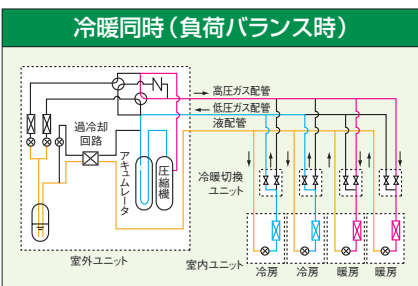 冷暖同時（負荷バランス時）
高圧ガス配管
低圧ガス配管
液配管
過冷却
回路
アキュムレータ
圧縮機
冷暖切換
ユニット
室外ユニット
室内ユニット
冷房
冷房
暖房
暖房